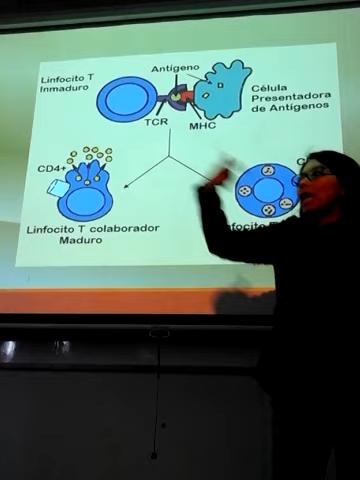 Antígeno
Linfocito T
Inmaduro
Célula
Presentadora
de Antígenos
TCR
MHC
CD4+
Linfocito T colaborador
Maduro